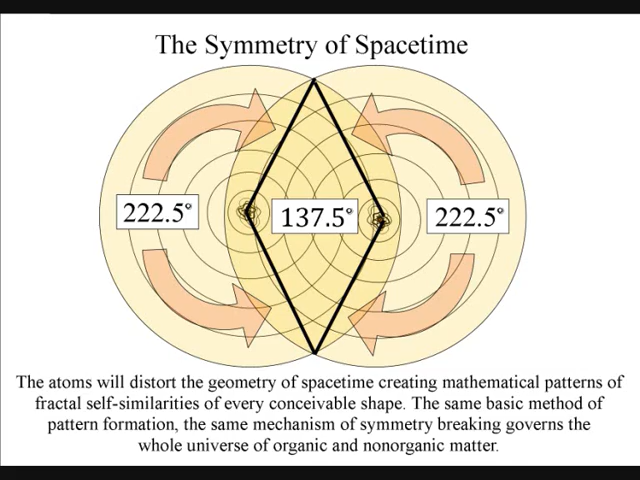 The Symmetry of Spacetime
222.5° 137.5° 222.5°
The atoms will distort the geometry of spacetime creating mathematical patterns of
fractal self-similarities of every conceivable shape. The same basic method of
pattern formation, the same mechanism of symmetry breaking governs the
whole universe of organic and nonorganic matter.